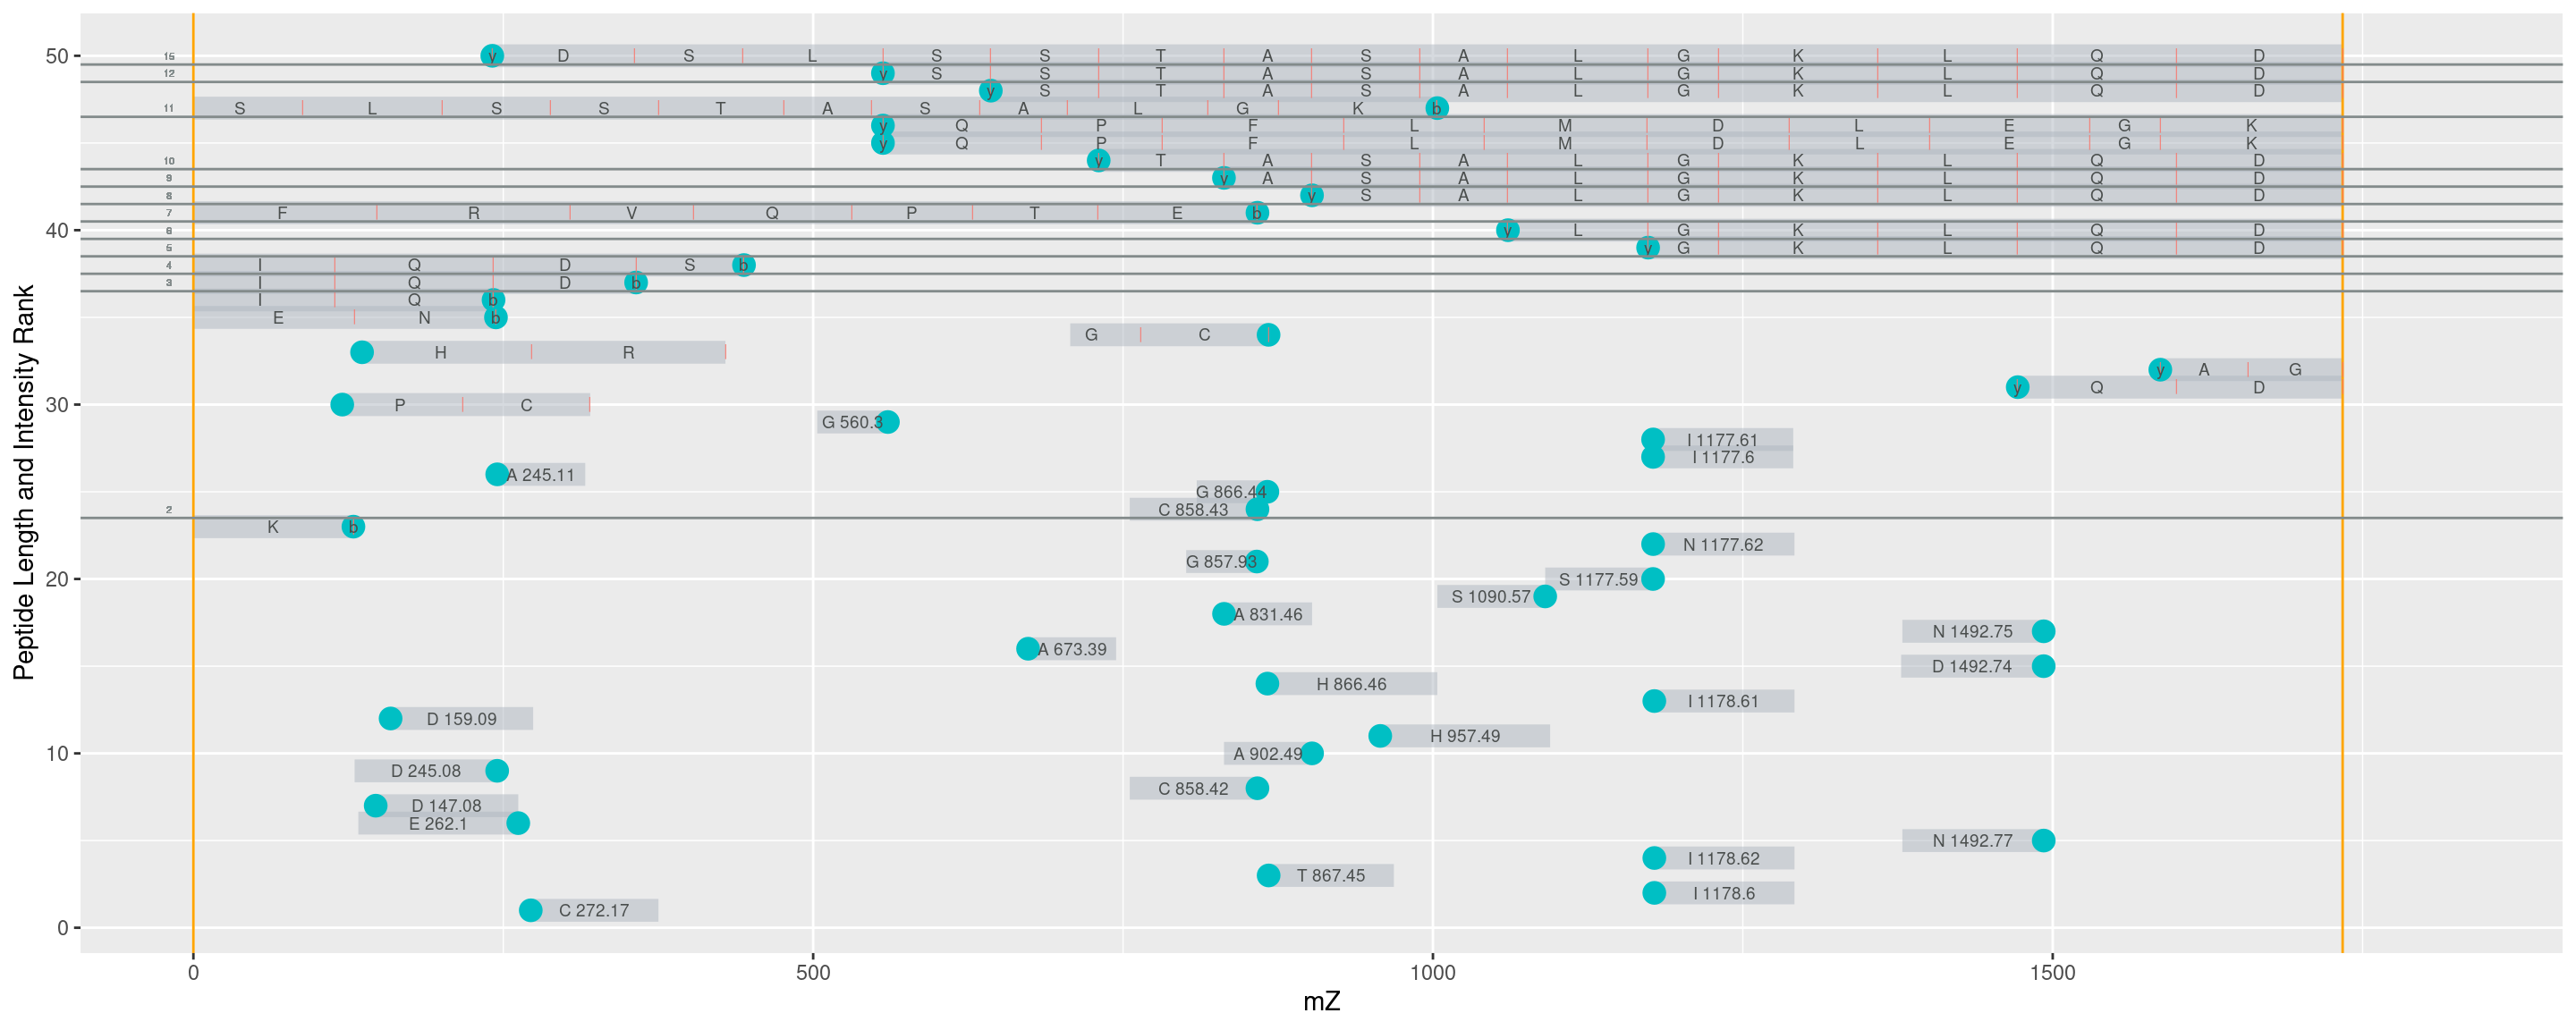 50 15 y D S L S S T A S A L G K L Q D
12 y S S T A S A L G K L Q D
y S T A S A L G K L Q D
11 S L S S T A S A L G K b
y Q P F L M D L E G K
y Q P F L M D L E G K
10 y T A S A L G K L Q D
9 y A S A L G K L Q D
8 y S A L G K L Q D
7 F R V Q P T E b
40 6 y L G K L Q D
5 y G K L Q D
4 I Q D S b
3 I Q D b
I Q b
E N b
G C
H R
y A G
y Q D
30 P C
G 560.3
I 1177.61
I 1177.6
A 245.11
G 866.44
2 C 858.43
K b
N 1177.62
G 857.93
20 S 1177.59
S 1090.57
A 831.46
N 1492.75
A 673.39
D 1492.74
H 866.46
I 1178.61
D 159.09
H 957.49
10 A 902.49
D 245.08
C 858.42
D 147.08
E 262.1
N 1492.77
I 1178.62
T 867.45
I 1178.6
C 272.17
0
0 500 1000 1500
mZ
Peptide Length and Intensity Rank